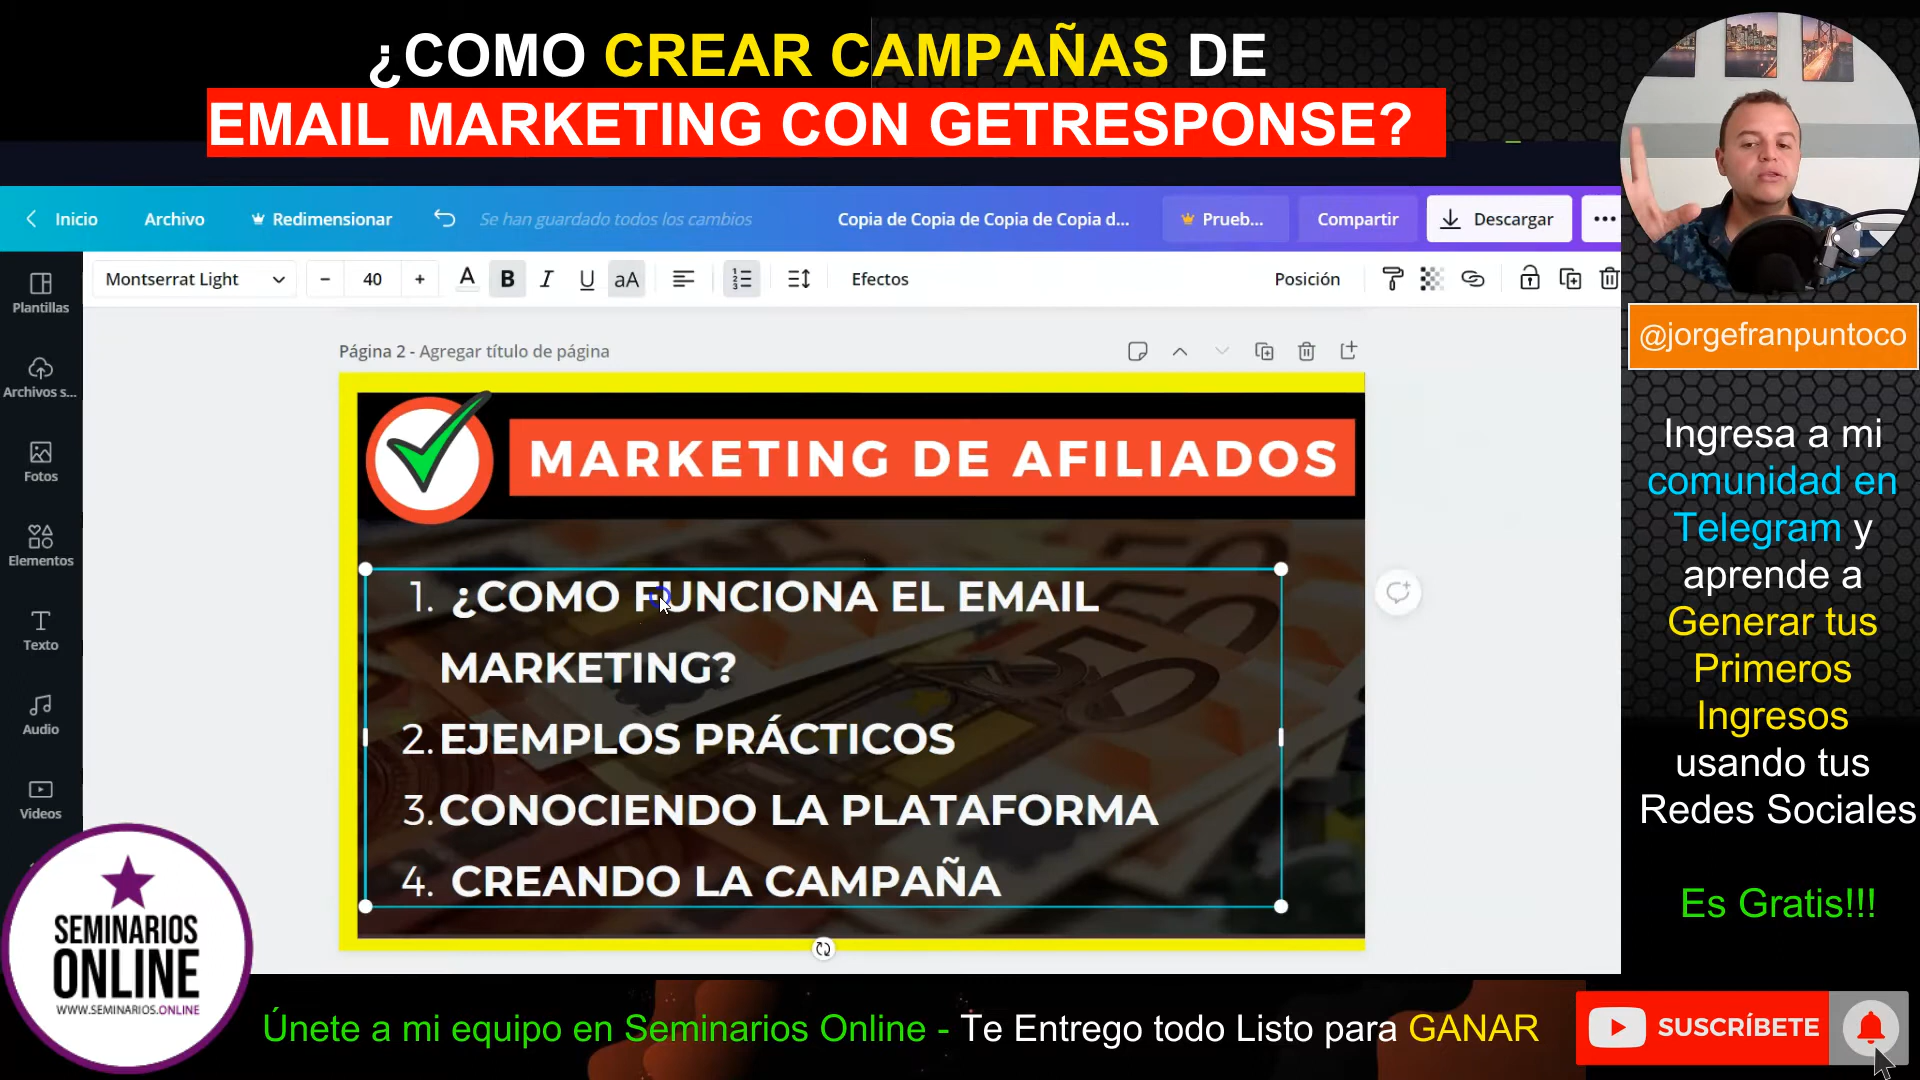 ¿COMO CREAR CAMPAÑAS DE
EMAIL MARKETING CON GETRESPONSE?
Inicio
Archivo
Redimensionar
Se han guardado todos los cambios
Copia de Copia de Copia de Copia d...
Prueb...
Compartir
Descargar
Montserrat Light
- 40 +
A B I U aA
Efectos
Posición
Plantillas
Archivos s...
Fotos
Elementos
Texto
Audio
Videos
Página 2 - Agregar título de página
MARKETING DE AFILIADOS
1. ¿COMO FUNCIONA EL EMAIL
MARKETING?
2. EJEMPLOS PRÁCTICOS
3. CONOCIENDO LA PLATAFORMA
4. CREANDO LA CAMPAÑA
@jorgefranpuntoco
Ingresa a mi
comunidad en
Telegram y
aprende a
Generar tus
Primeros
Ingresos
usando tus
Redes Sociales
Es Gratis!!!
SEMINARIOS
ONLINE
WWW.SEMINARIOS.ONLINE
Únete a mi equipo en Seminarios Online - Te Entrego todo Listo para GANAR
SUSCRÍBETE